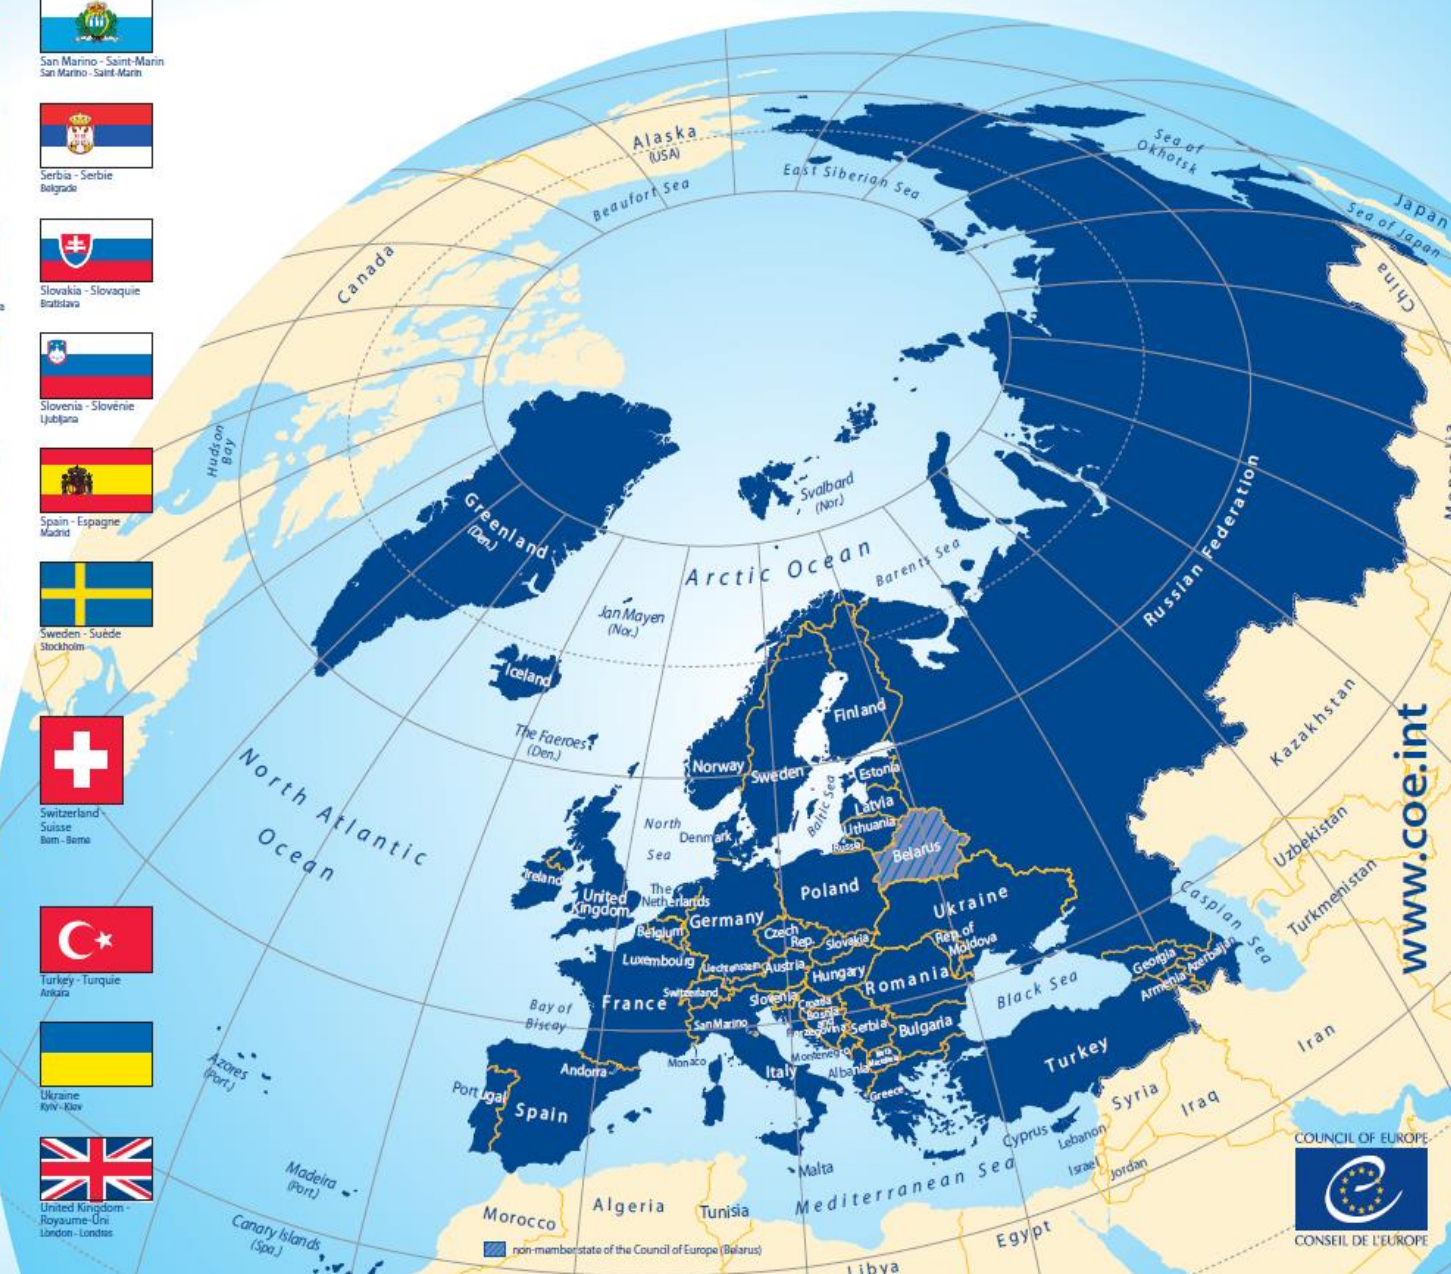 San Marino - Saint-Marin
San Marino - Saint-Marin
Serbia - Serbie
Belgrade
Slovakia - Slovaquie
Bratislava
Slovenia - Slovénie
Ljubljana
Spain - Espagne
Madrid
Sweden - Suède
Stockholm
Switzerland -
Suisse
Bern - Berne
Turkey - Turquie
Ankara
Ukraine
Kyiv - Kiev
United Kingdom -
Royaume-Uni
London - Londres
Alaska
(USA)
Beaufort Sea
East Siberian Sea
Sea of
Okhotsk
Japan
Sea of Japan
China
Canada
Hudson
Bay
Greenland
(Den.)
Svalbard
(Nor.)
Arctic Ocean
Barents Sea
Russian Federation
Jan Mayen
(Nor.)
Iceland
The Faeroes
(Den.)
North Atlantic
Ocean
Finland
Norway
Sweden
Estonia
Baltic Sea
Latvia
Lithuania
Russia
Belarus
North
Sea
Denmark
Ireland
United
Kingdom
The
Netherlands
Belgium
Germany
Poland
Ukraine
Czech
Rep.
Slovakia
Rep. of
Moldova
Luxembourg
Liechtenstein
Austria
Hungary
Romania
France
Switzerland
Slovenia
Croatia
Bosnia
and
Herzegovina
Serbia
Bulgaria
Bay of
Biscay
San Marino
Monaco
Montenegro
Albania
Italy
Andorra
Portugal
Spain
Greece
Black Sea
Turkey
Georgia
Armenia
Azerbaijan
Caspian Sea
Kazakhstan
Uzbekistan
Turkmenistan
Iran
Syria
Iraq
Cyprus
Lebanon
Israel
Jordan
Malta
Mediterranean Sea
Azores
(Port.)
Madeira
(Port.)
Canary Islands
(Spa.)
Morocco
Algeria
Tunisia
Libya
Egypt
non-member state of the Council of Europe (Belarus)
www.coe.int
COUNCIL OF EUROPE
CONSEIL DE L'EUROPE